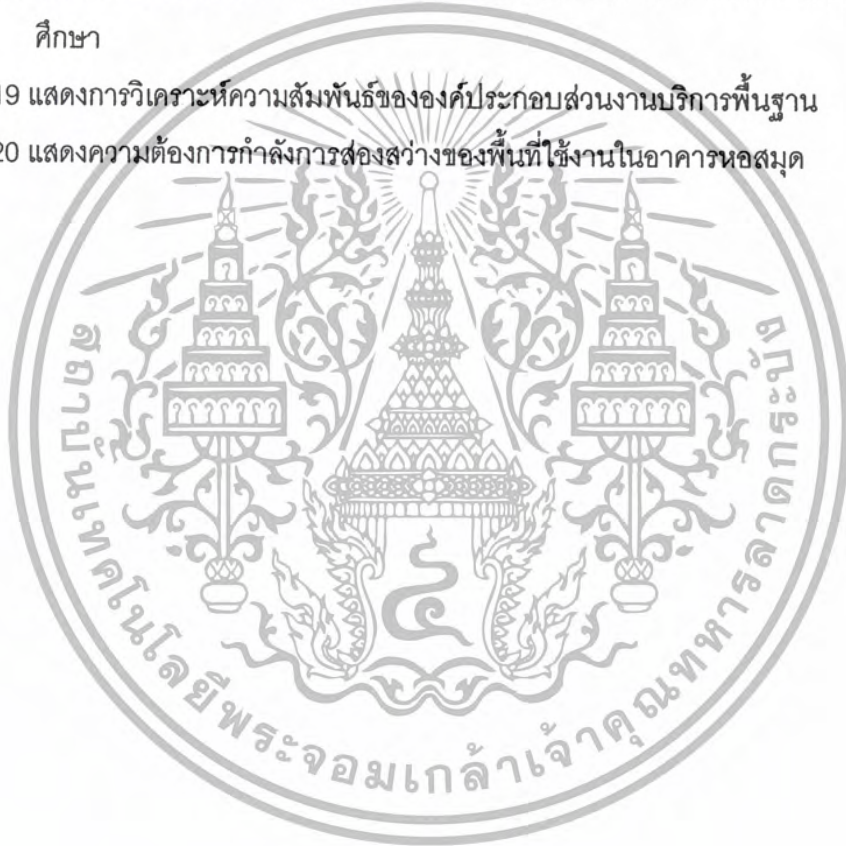 ศึกษา
19 แสดงการวิเคราะห์ความสัมพันธ์ขององค์ประกอบส่วนงานบริการพื้นฐาน
20 แสดงความต้องการกำลังการส่องสว่างของพื้นที่ใช้งานในอาคารหอสมุด
สถาบันเทคโนโลยีพระจอมเกล้าเจ้าคุณทหารลาดกระบัง
๔